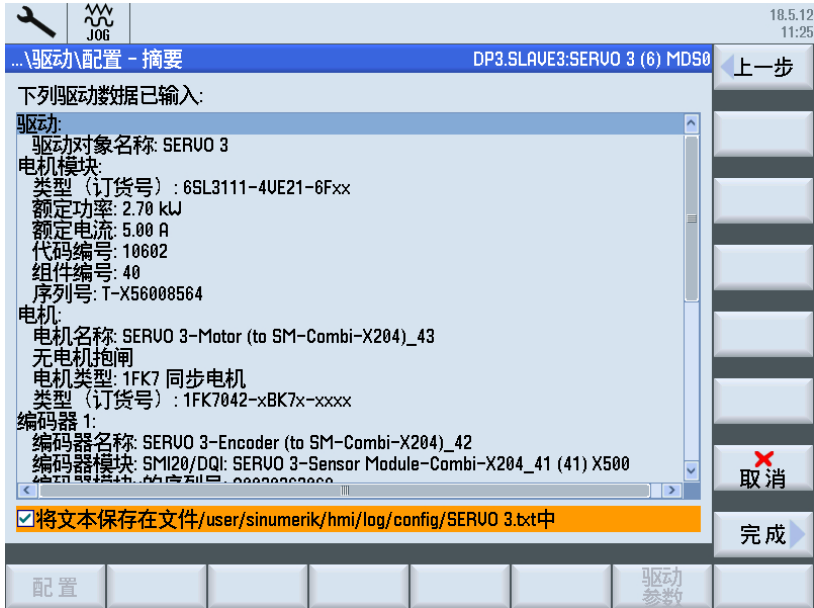 18.5.12
JOG
11:25
...\驱动\配置 - 摘要
DP3.SLAVE3:SERVO 3 (6) MDS0
上一步
下列驱动数据已输入:
驱动:
驱动对象名称: SERVO 3
电机模块:
类型（订货号）: 6SL3111-4VE21-6Fxx
额定功率: 2.70 kW
额定电流: 5.00 A
代码编号: 10602
组件编号: 40
序列号: T-X56008564
电机:
电机名称: SERVO 3-Motor (to SM-Combi-X204)_43
无电机抱闸
电机类型: 1FK7 同步电机
类型（订货号）: 1FK7042-xBK7x-xxxx
编码器 1:
编码器名称: SERVO 3-Encoder (to SM-Combi-X204)_42
编码器模块: SMI20/DQI: SERVO 3-Sensor Module-Combi-X204_41 (41) X500
取消
将文本保存在文件/user/sinumerik/hmi/log/config/SERVO 3.txt中
完成
配置
驱动
参数